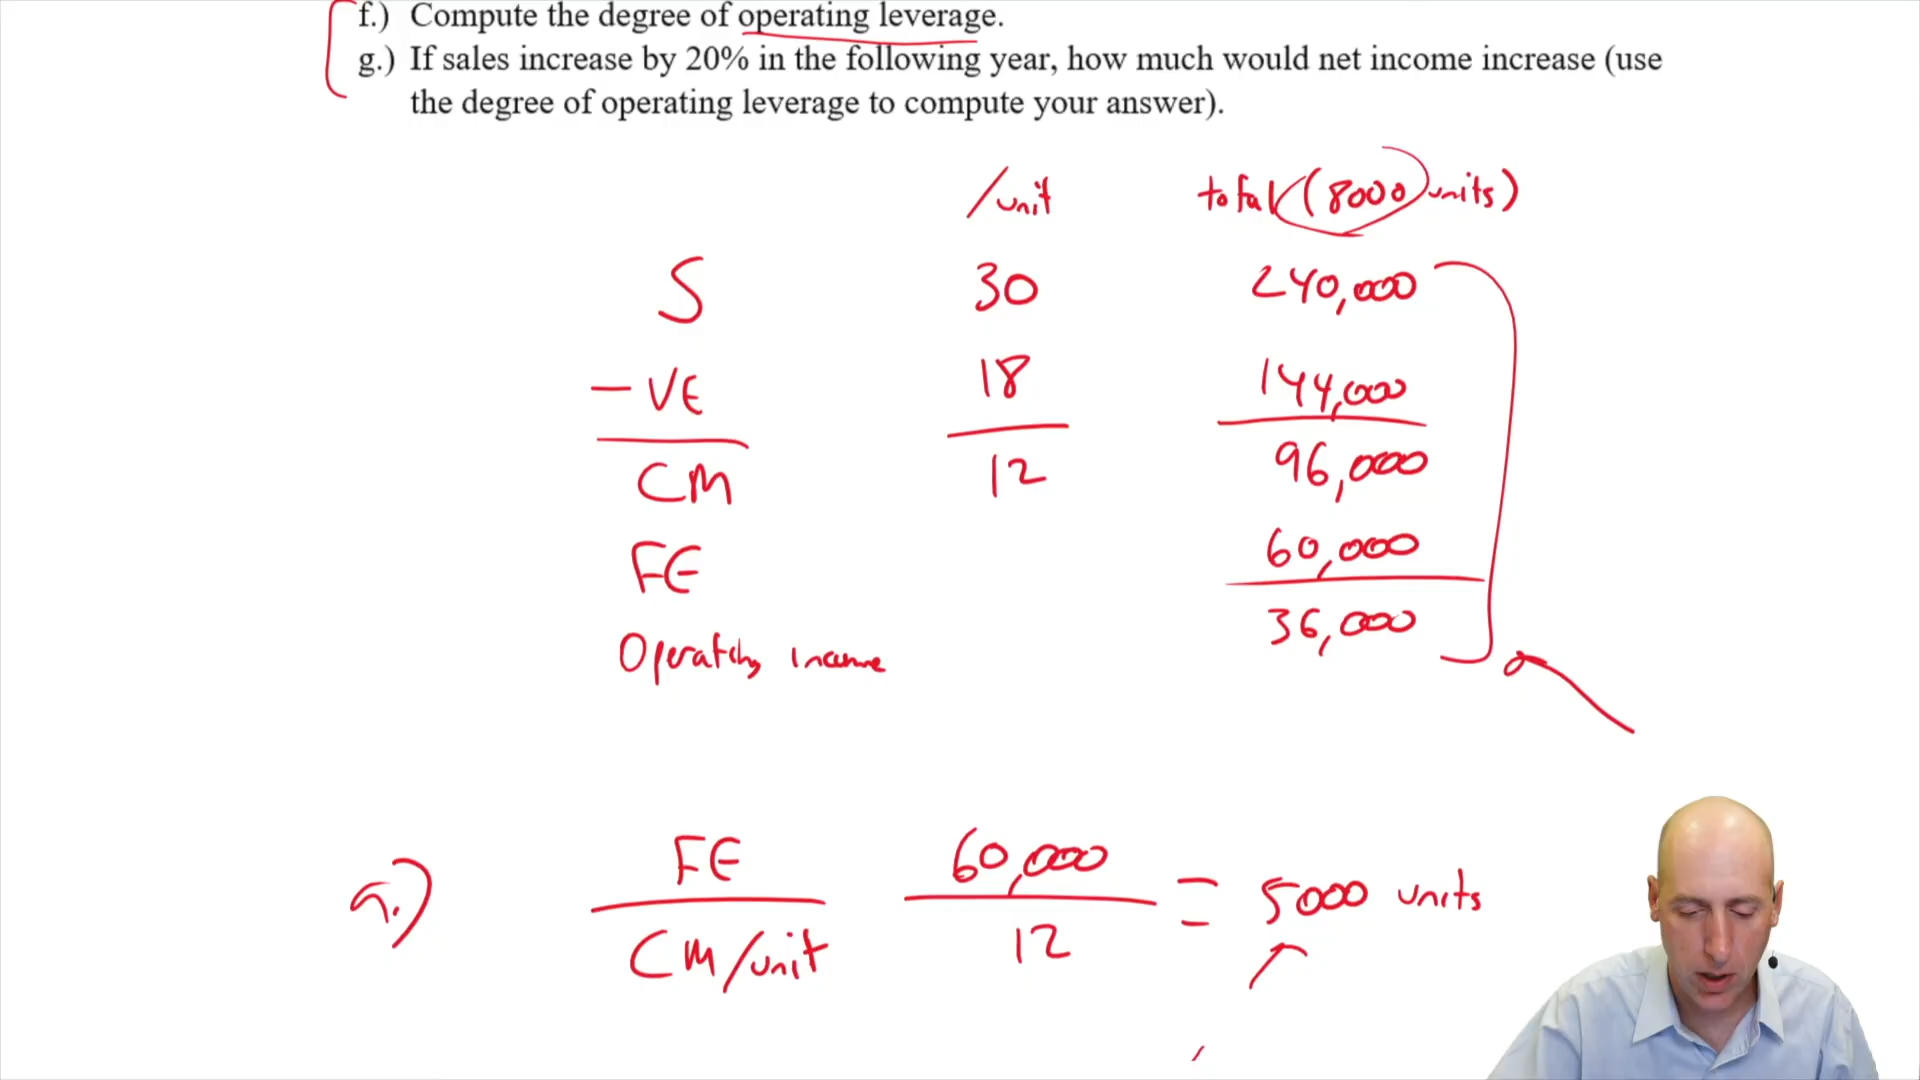 f.) Compute the degree of operating leverage.
g.) If sales increase by 20% in the following year, how much would net income increase (use
the degree of operating leverage to compute your answer).
/unit total (8000 units)
S 30 240,000
- VE 18 144,000
CM 12 96,000
FE 60,000
Operating income 36,000
a.) FE 60,000 = 5000 units
CM/unit 12